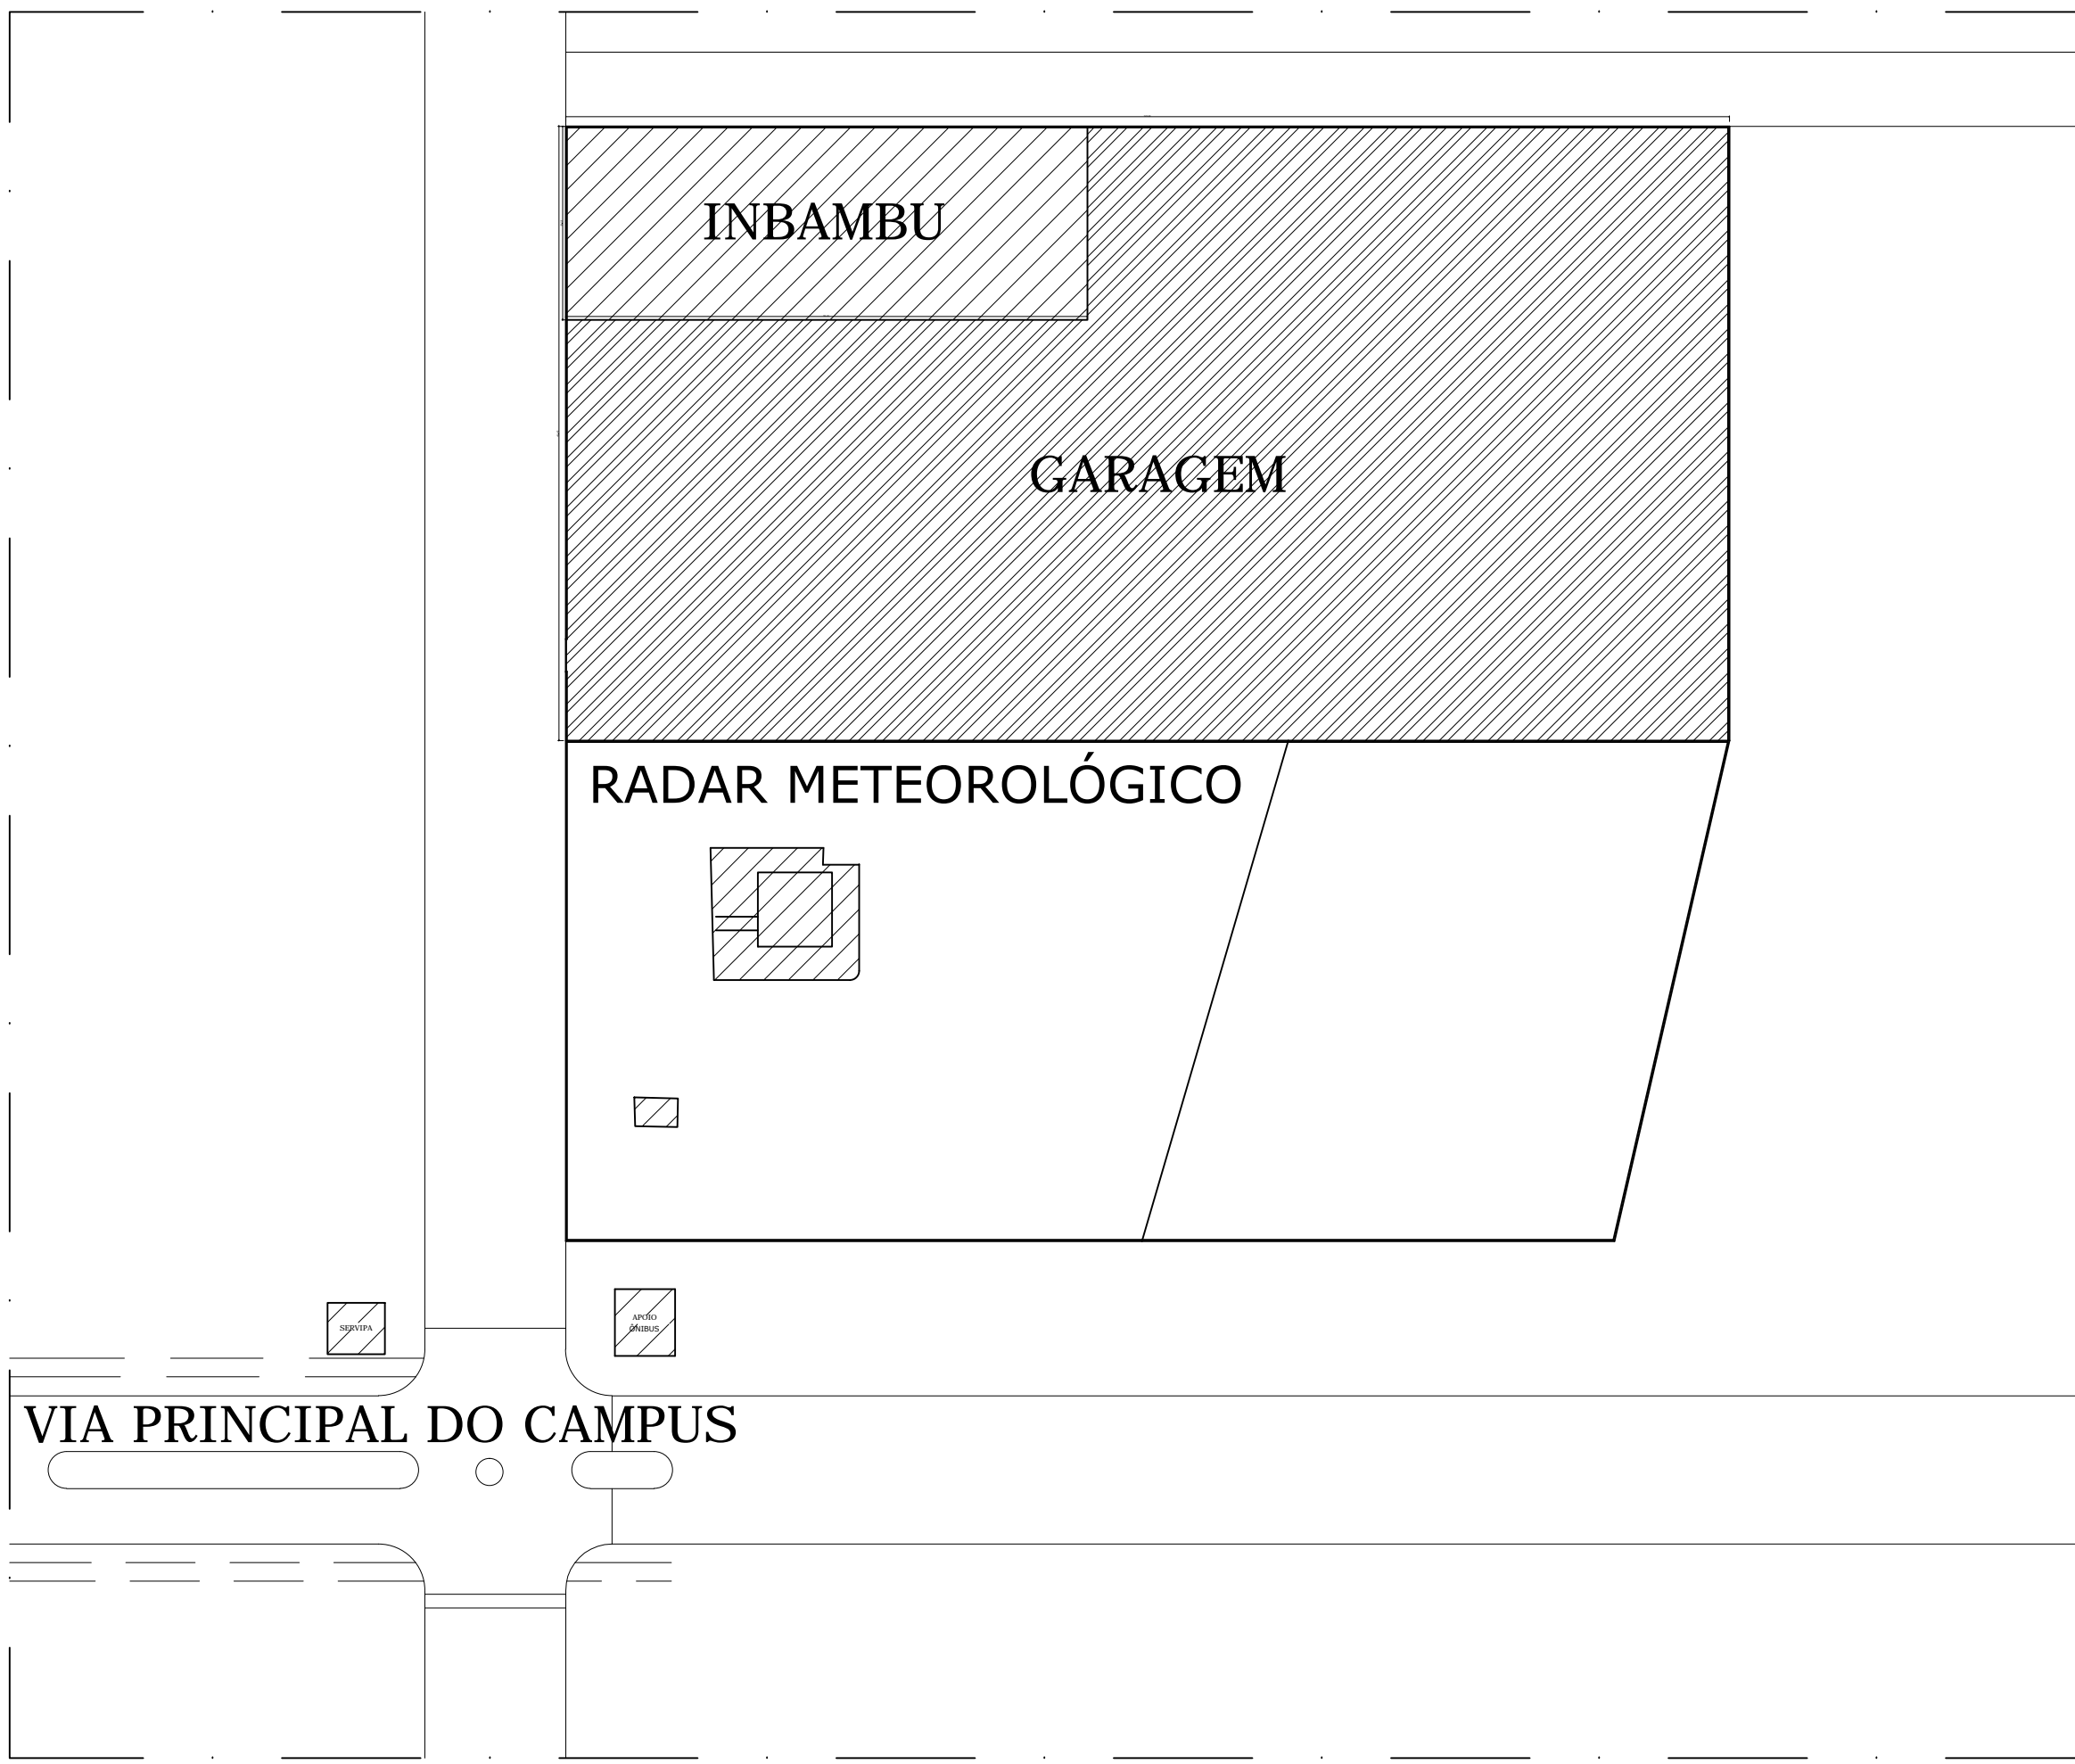 INBAMBU
GARAGEM
RADAR METEOROLÓGICO
SERVIPA
APOIO
ÔNIBUS
VIA PRINCIPAL DO CAMPUS